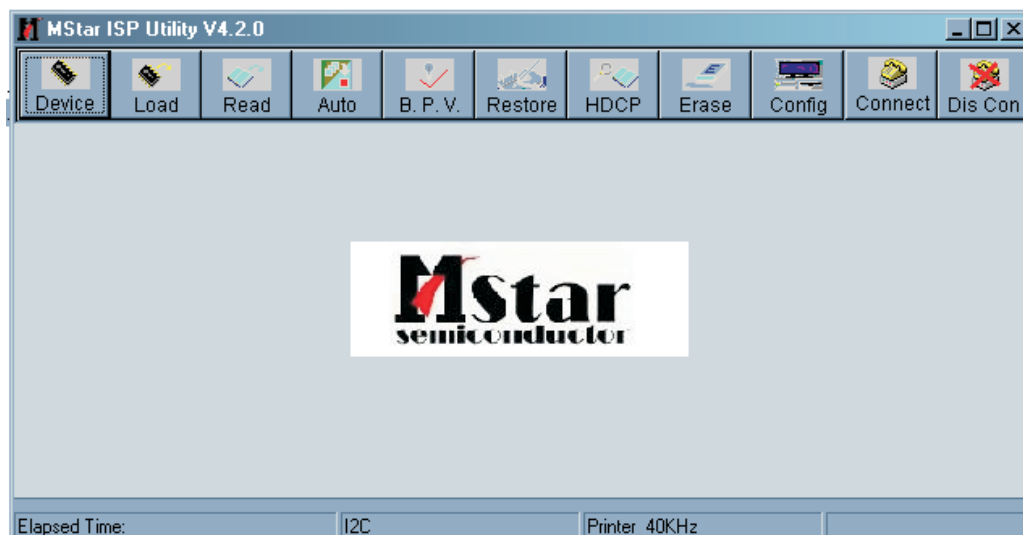 MStar ISP Utility V4.2.0
Device Load Read Auto B. P. V. Restore HDCP Erase Config Connect Dis Con
MStar
semiconductor
Elapsed Time: I2C Printer 40KHz